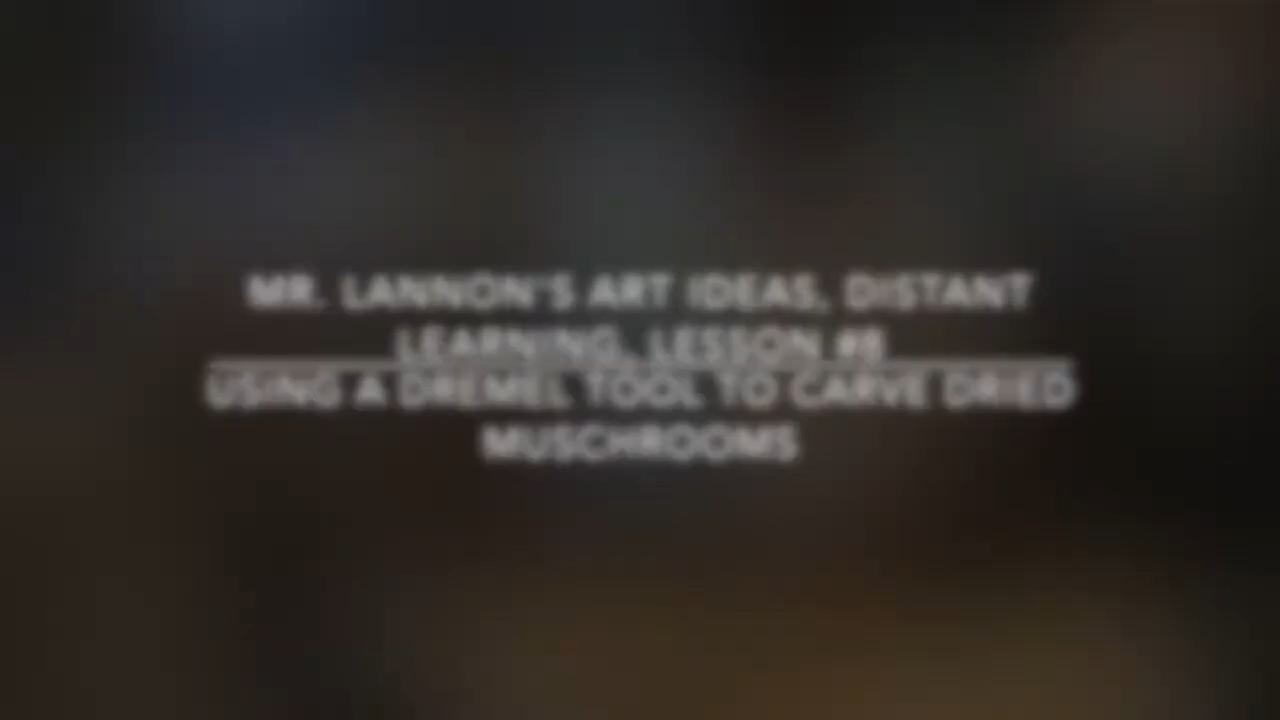 MR. LANNON'S ART IDEAS, DISTANT
LEARNING, LESSON #8
USING A DREMEL TOOL TO CARVE DRIED
MUSCHROOMS